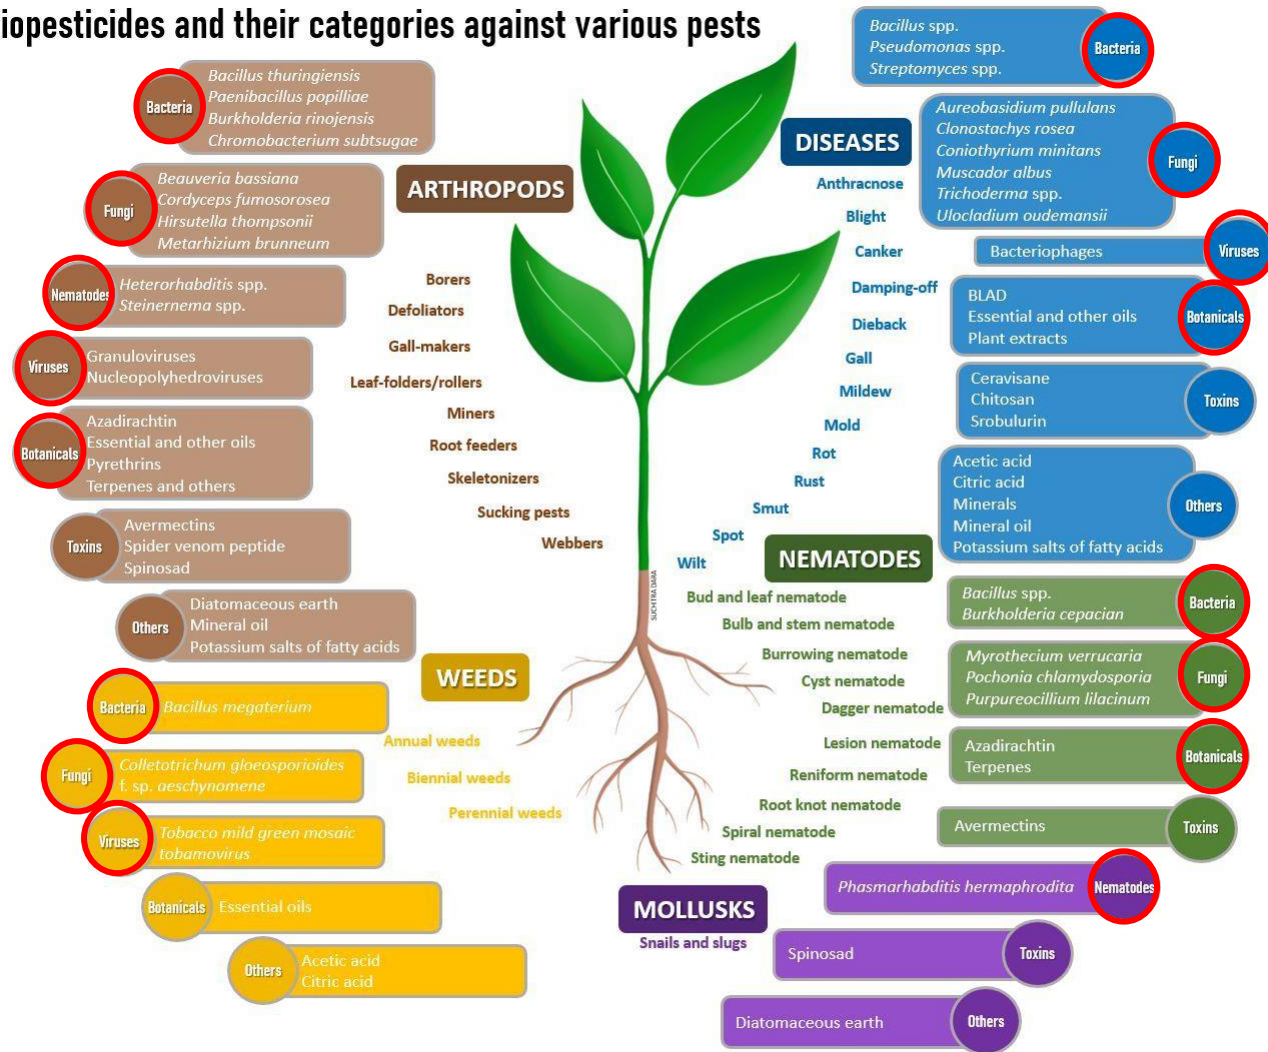 iopesticides and their categories against various pests
ARTHROPODS
Bacteria
Bacillus thuringiensis
Paenibacillus popilliae
Burkholderia rinojensis
Chromobacterium subtsugae
Fungi
Beauveria bassiana
Cordyceps fumosorosea
Hirsutella thompsonii
Metarhizium brunneum
Nematodes
Heterorhabditis spp.
Steinernema spp.
Viruses
Granuloviruses
Nucleopolyhedroviruses
Botanicals
Azadirachtin
Essential and other oils
Pyrethrins
Terpenes and others
Toxins
Avermectins
Spider venom peptide
Spinosad
Others
Diatomaceous earth
Mineral oil
Potassium salts of fatty acids
Borers
Defoliators
Gall-makers
Leaf-folders/rollers
Miners
Root feeders
Skeletonizers
Sucking pests
Webbers
WEEDS
Bacteria
Bacillus megaterium
Fungi
Colletotrichum gloeosporioides
f. sp. aeschynomene
Viruses
Tobacco mild green mosaic
tobamovirus
Botanicals
Essential oils
Others
Acetic acid
Citric acid
Annual weeds
Biennial weeds
Perennial weeds
DISEASES
Bacillus spp.
Pseudomonas spp.
Streptomyces spp.
Bacteria
Aureobasidium pullulans
Clonostachys rosea
Coniothyrium minitans
Muscador albus
Trichoderma spp.
Ulocladium oudemansii
Fungi
Bacteriophages
Viruses
BLAD
Essential and other oils
Plant extracts
Botanicals
Ceravisane
Chitosan
Srobulurin
Toxins
Acetic acid
Citric acid
Minerals
Mineral oil
Potassium salts of fatty acids
Others
Anthracnose
Blight
Canker
Damping-off
Dieback
Gall
Mildew
Mold
Rot
Rust
Smut
Spot
Wilt
SUCHITRA DARA
NEMATODES
Bacillus spp.
Burkholderia cepacian
Bacteria
Myrothecium verrucaria
Pochonia chlamydosporia
Purpureocillium lilacinum
Fungi
Azadirachtin
Terpenes
Botanicals
Avermectins
Toxins
Bud and leaf nematode
Bulb and stem nematode
Burrowing nematode
Cyst nematode
Dagger nematode
Lesion nematode
Reniform nematode
Root knot nematode
Spiral nematode
Sting nematode
MOLLUSKS
Snails and slugs
Phasmarhabditis hermaphrodita
Nematodes
Spinosad
Toxins
Diatomaceous earth
Others